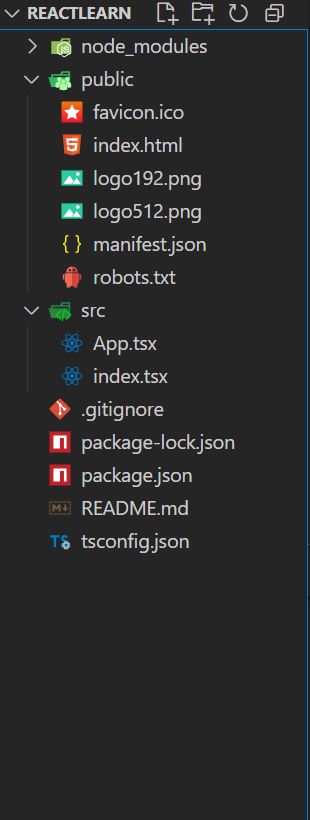 REACTLEARN
node_modules
public
favicon.ico
index.html
logo192.png
logo512.png
{ } manifest.json
robots.txt
src
App.tsx
index.tsx
.gitignore
package-lock.json
package.json
README.md
TS tsconfig.json